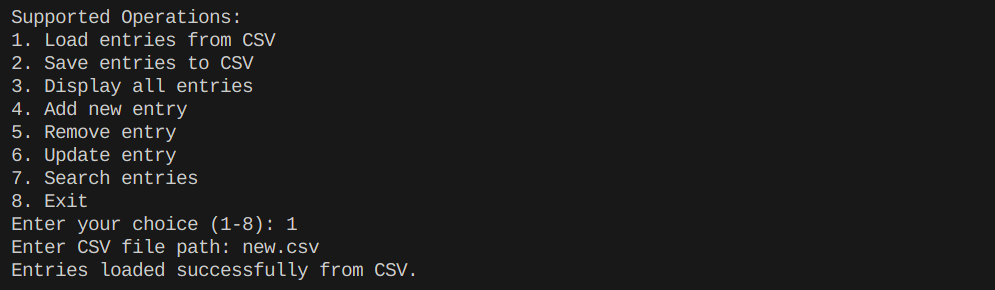 Supported Operations:
1. Load entries from CSV
2. Save entries to CSV
3. Display all entries
4. Add new entry
5. Remove entry
6. Update entry
7. Search entries
8. Exit
Enter your choice (1-8): 1
Enter CSV file path: new.csv
Entries loaded successfully from CSV.